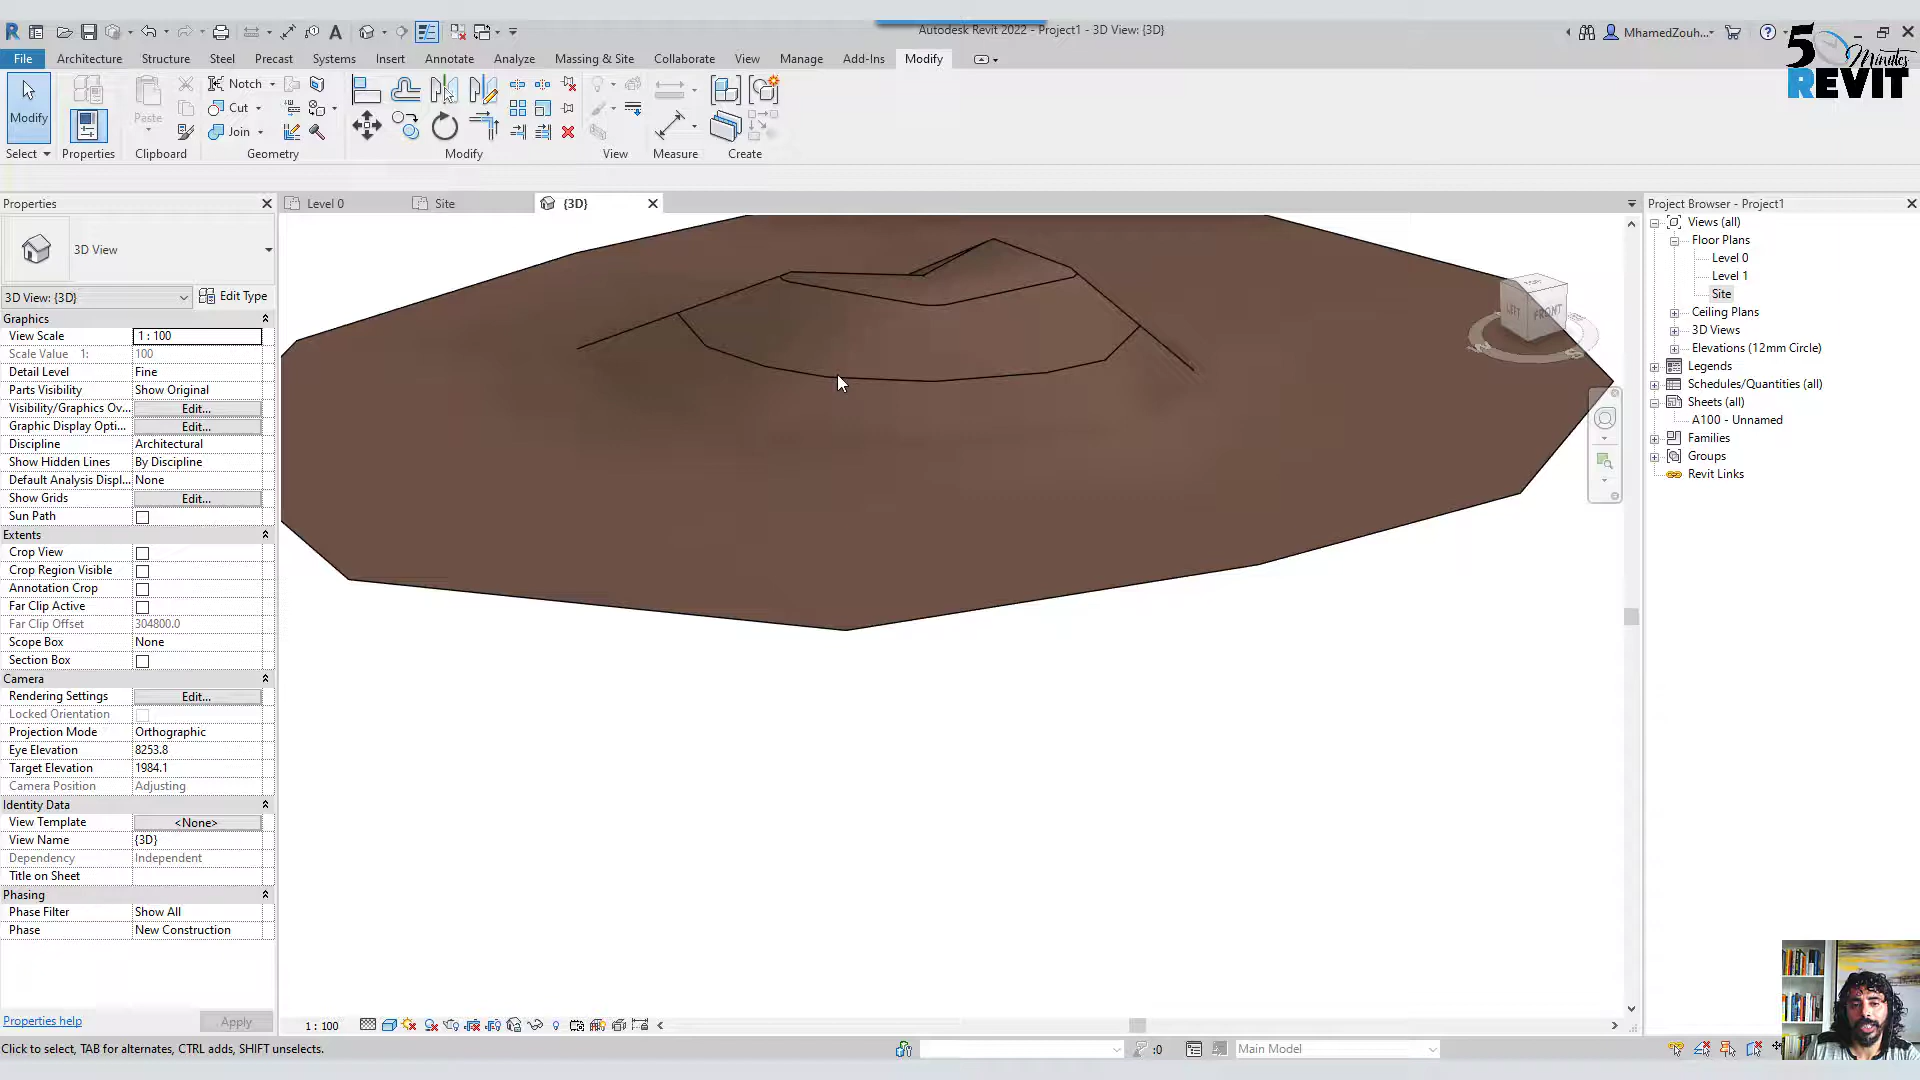 Autodesk Revit 2022 - Project1 - 3D View: {3D}
MhamedZouh...
5 Minutes
REVIT
File Architecture Structure Steel Precast Systems Insert Annotate Analyze Massing & Site Collaborate View Manage Add-Ins Modify
Modify
Paste
Notch
Cut
Join
Select Properties Clipboard Geometry Modify View Measure Create
Properties
Level 0
Site
{3D}
Project Browser - Project1
3D View
3D View: {3D}
Edit Type
Graphics
View Scale 1 : 100
Scale Value 1: 100
Detail Level Fine
Parts Visibility Show Original
Visibility/Graphics Ov... Edit...
Graphic Display Opti... Edit...
Discipline Architectural
Show Hidden Lines By Discipline
Default Analysis Displ... None
Show Grids Edit...
Sun Path
Extents
Crop View
Crop Region Visible
Annotation Crop
Far Clip Active
Far Clip Offset 304800.0
Scope Box None
Section Box
Camera
Rendering Settings Edit...
Locked Orientation
Projection Mode Orthographic
Eye Elevation 8253.8
Target Elevation 1984.1
Camera Position Adjusting
Identity Data
View Template <None>
View Name {3D}
Dependency Independent
Title on Sheet
Phasing
Phase Filter Show All
Phase New Construction
Properties help
Apply
LEFT
FRONT
W
S
Views (all)
Floor Plans
Level 0
Level 1
Site
Ceiling Plans
3D Views
Elevations (12mm Circle)
Legends
Schedules/Quantities (all)
Sheets (all)
A100 - Unnamed
Families
Groups
Revit Links
1 : 100
Click to select, TAB for alternates, CTRL adds, SHIFT unselects.
:0
Main Model